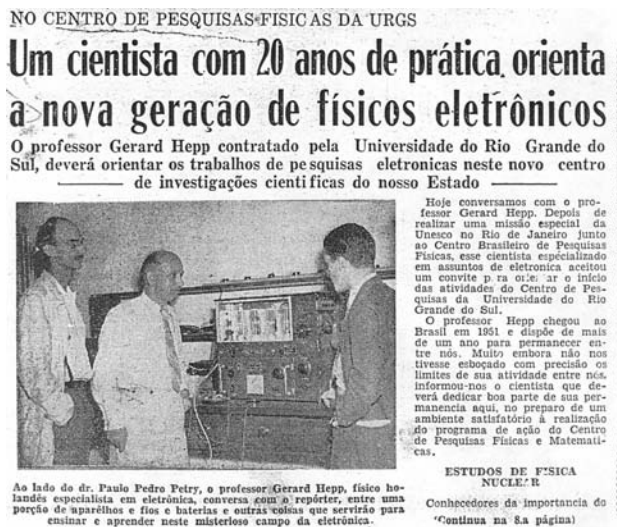 NO CENTRO DE PESQUISAS FISICAS DA URGS
Um cientista com 20 anos de prática orienta
a nova geração de físicos eletrônicos
O professor Gerard Hepp contratado pela Universidade do Rio Grande do
Sul, deverá orientar os trabalhos de pesquisas eletronicas neste novo centro
de investigações cientificas do nosso Estado
Hoje conversamos com o pro-
fessor Gerard Hepp. Depois de
realizar uma missão especial da
Unesco no Rio de Janeiro junto
ao Centro Brasileiro de Pesquisas
Físicas, esse cientista especializado
em assuntos de eletronica aceitou
um convite para orientar o início
das atividades do Centro de Pes-
quisas da Universidade do Rio
Grande do Sul.
O professor Hepp chegou ao
Brasil em 1951 e dispõe de mais
de um ano para permanecer en-
tre nós. Muito embora não nos
tivesse esboçado com precisão os
limites de sua atividade entre nós,
informou-nos o cientista que de-
verá dedicar boa parte de sua per-
manencia aqui, no preparo de um
ambiente satisfatório à realização
do programa de ação do Centro
de Pesquisas Físicas e Matemati-
cas.
ESTUDOS DE FISICA
NUCLEAR
Conhecedores da importancia do
(Continua na 8.a página)
Ao lado do dr. Paulo Pedro Petry, o professor Gerard Hepp, físico ho-
landês especialista em eletrônica, conversa com o repórter, entre uma
porção de aparêlhos e fios e baterias e outras coisas que servirão para
ensinar e aprender neste misterioso campo da eletrônica.